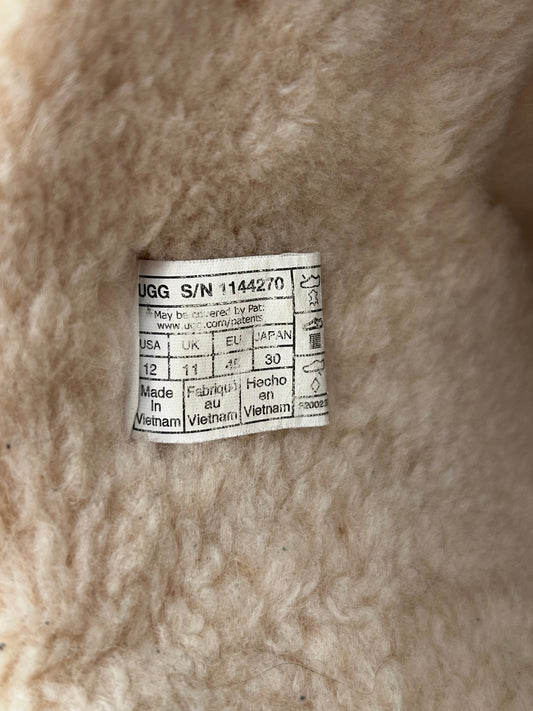 UGG S/N 1144270
May be covered by Pat:
www.ugg.com/patents
USA UK EU JAPAN
12 11 30
Made Fabriqué Hecho
in au en
Vietnam Vietnam Vietnam